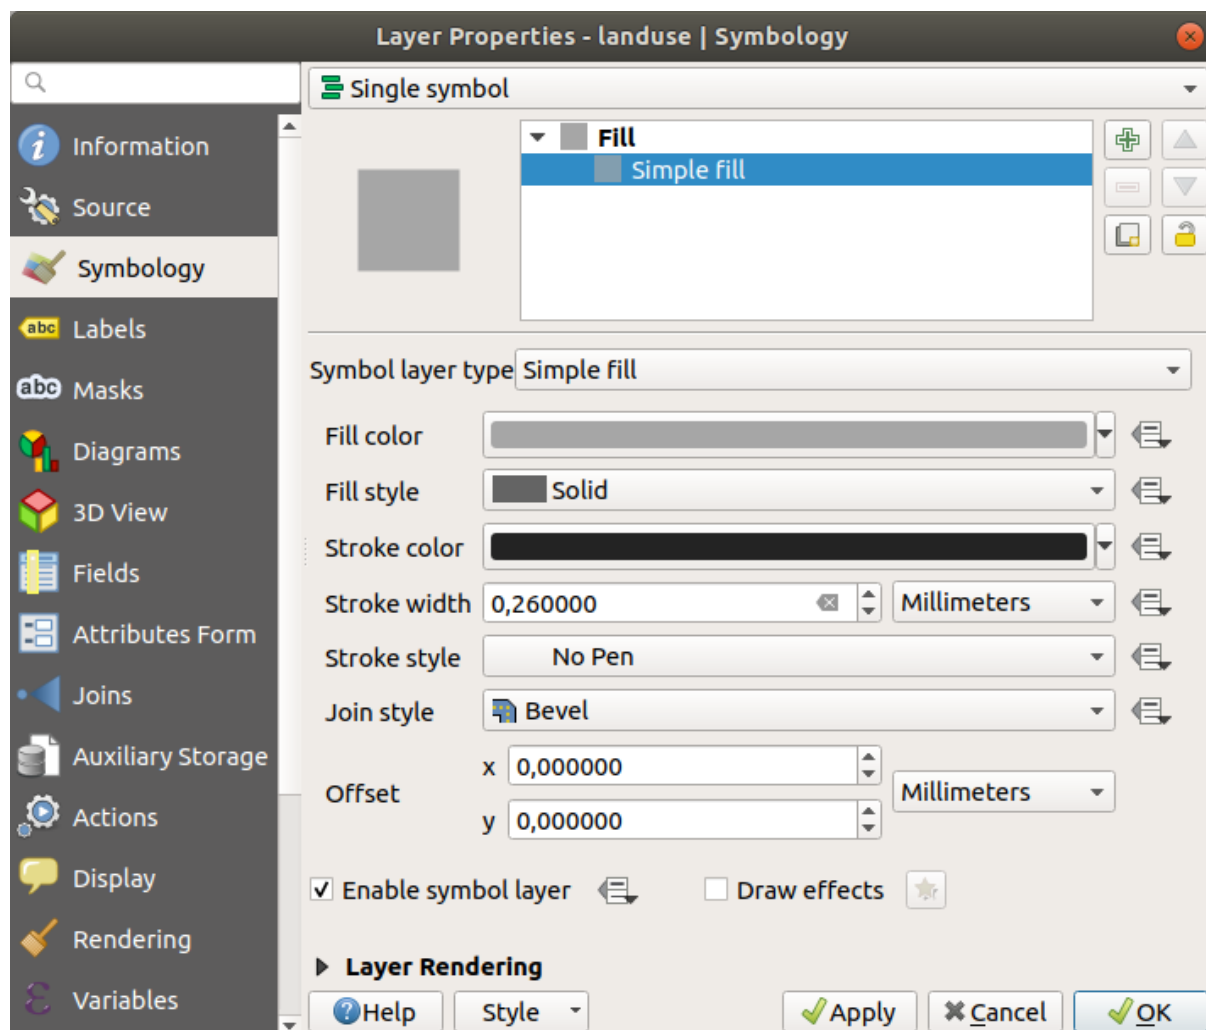 Layer Properties - landuse | Symbology
Single symbol
Information
Source
Symbology
abc Labels
abc Masks
Diagrams
3D View
Fields
Attributes Form
Joins
Auxiliary Storage
Actions
Display
Rendering
Variables
Fill
Simple fill
Symbol layer type Simple fill
Fill color
Fill style Solid
Stroke color
Stroke width 0,260000 Millimeters
Stroke style No Pen
Join style Bevel
Offset x 0,000000 Millimeters
y 0,000000
Enable symbol layer Draw effects
Layer Rendering
Help Style Apply Cancel OK